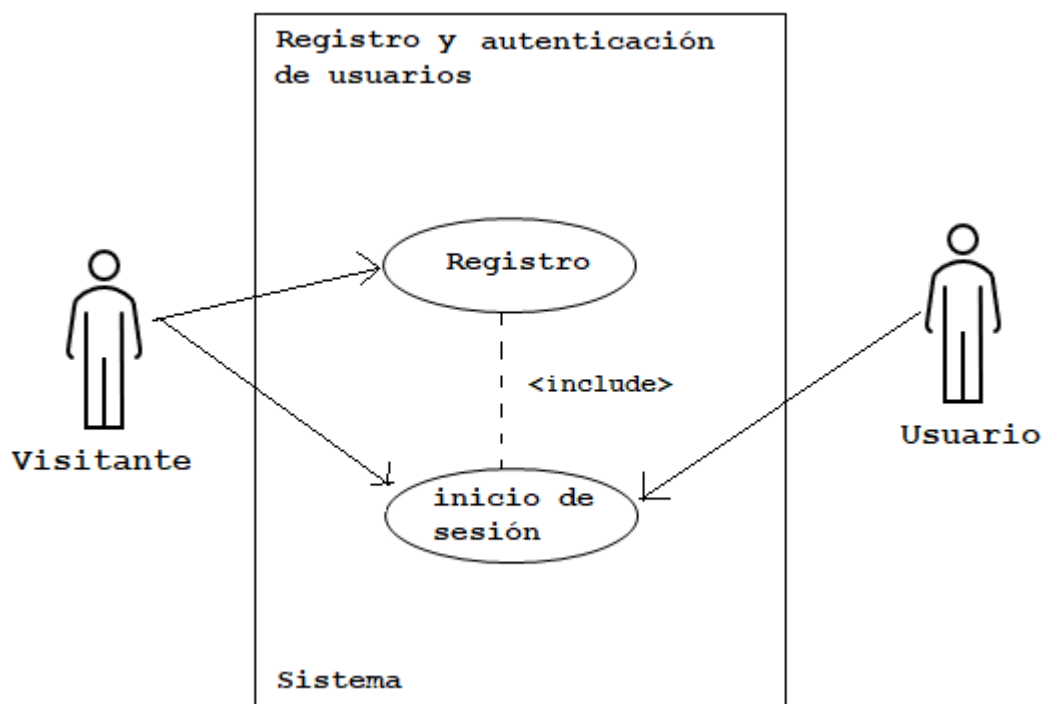 Registro y autenticación
de usuarios
Registro
<include>
Visitante
Usuario
inicio de
sesión
Sistema